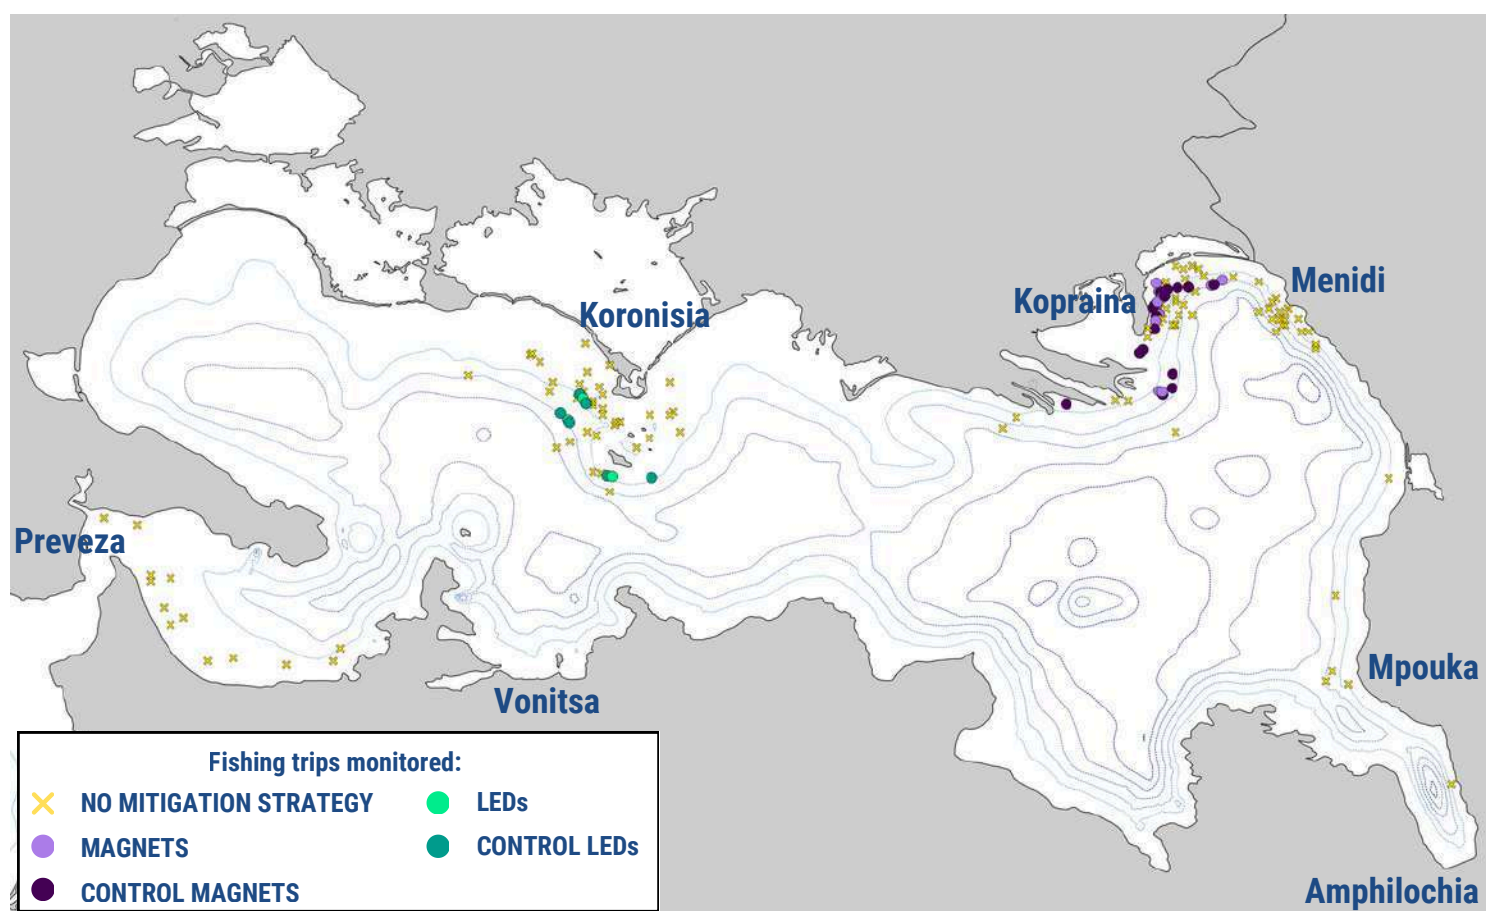 Menidi
Kopraina
Koronisia
Preveza
Mpouka
Vonitsa
Fishing trips monitored:
NO MITIGATION STRATEGY
LEDs
MAGNETS
CONTROL LEDs
CONTROL MAGNETS
Amphilochia